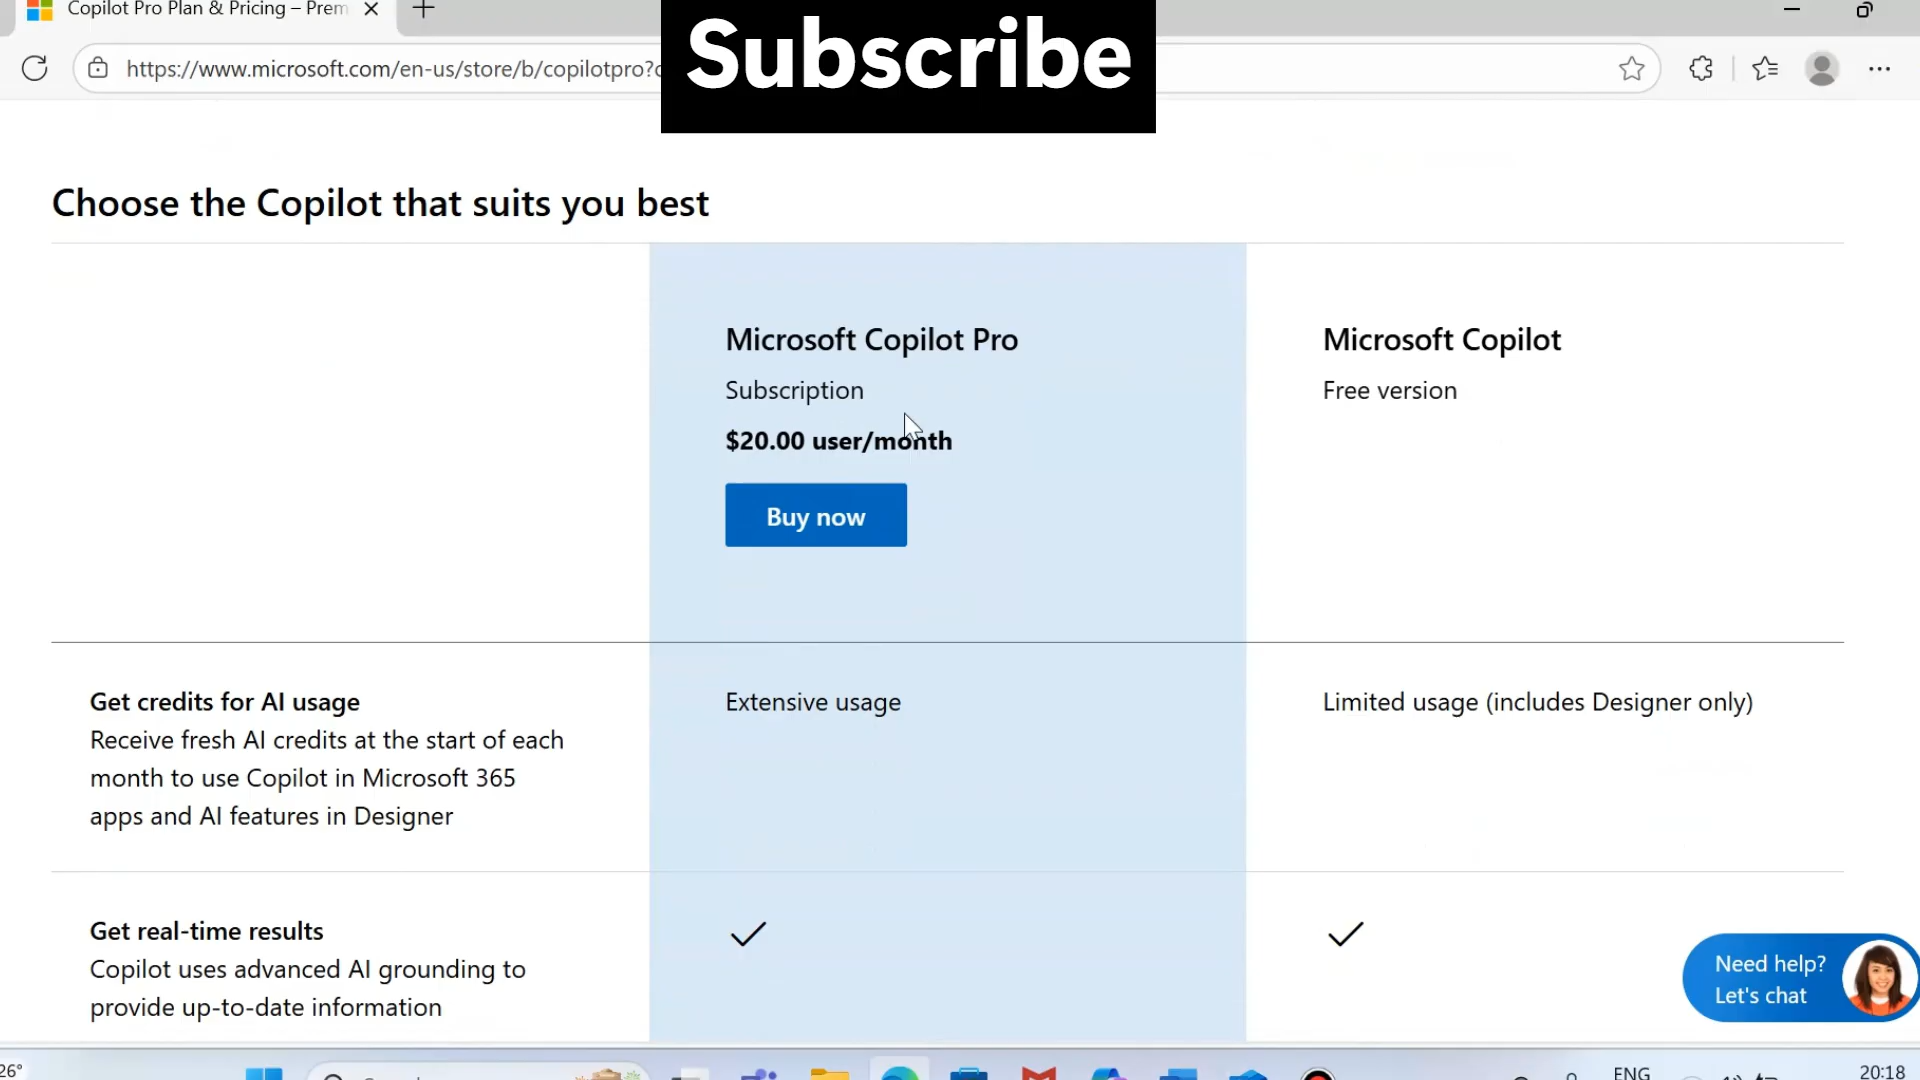 Copilot Pro Plan & Pricing – Prem
Subscribe
https://www.microsoft.com/en-us/store/b/copilotpro?
Choose the Copilot that suits you best
Microsoft Copilot Pro
Microsoft Copilot
Subscription
Free version
$20.00 user/month
Buy now
Get credits for AI usage
Extensive usage
Limited usage (includes Designer only)
Receive fresh AI credits at the start of each
month to use Copilot in Microsoft 365
apps and AI features in Designer
Get real-time results
Copilot uses advanced AI grounding to
provide up-to-date information
Need help?
Let's chat
26°
ENG
20:18